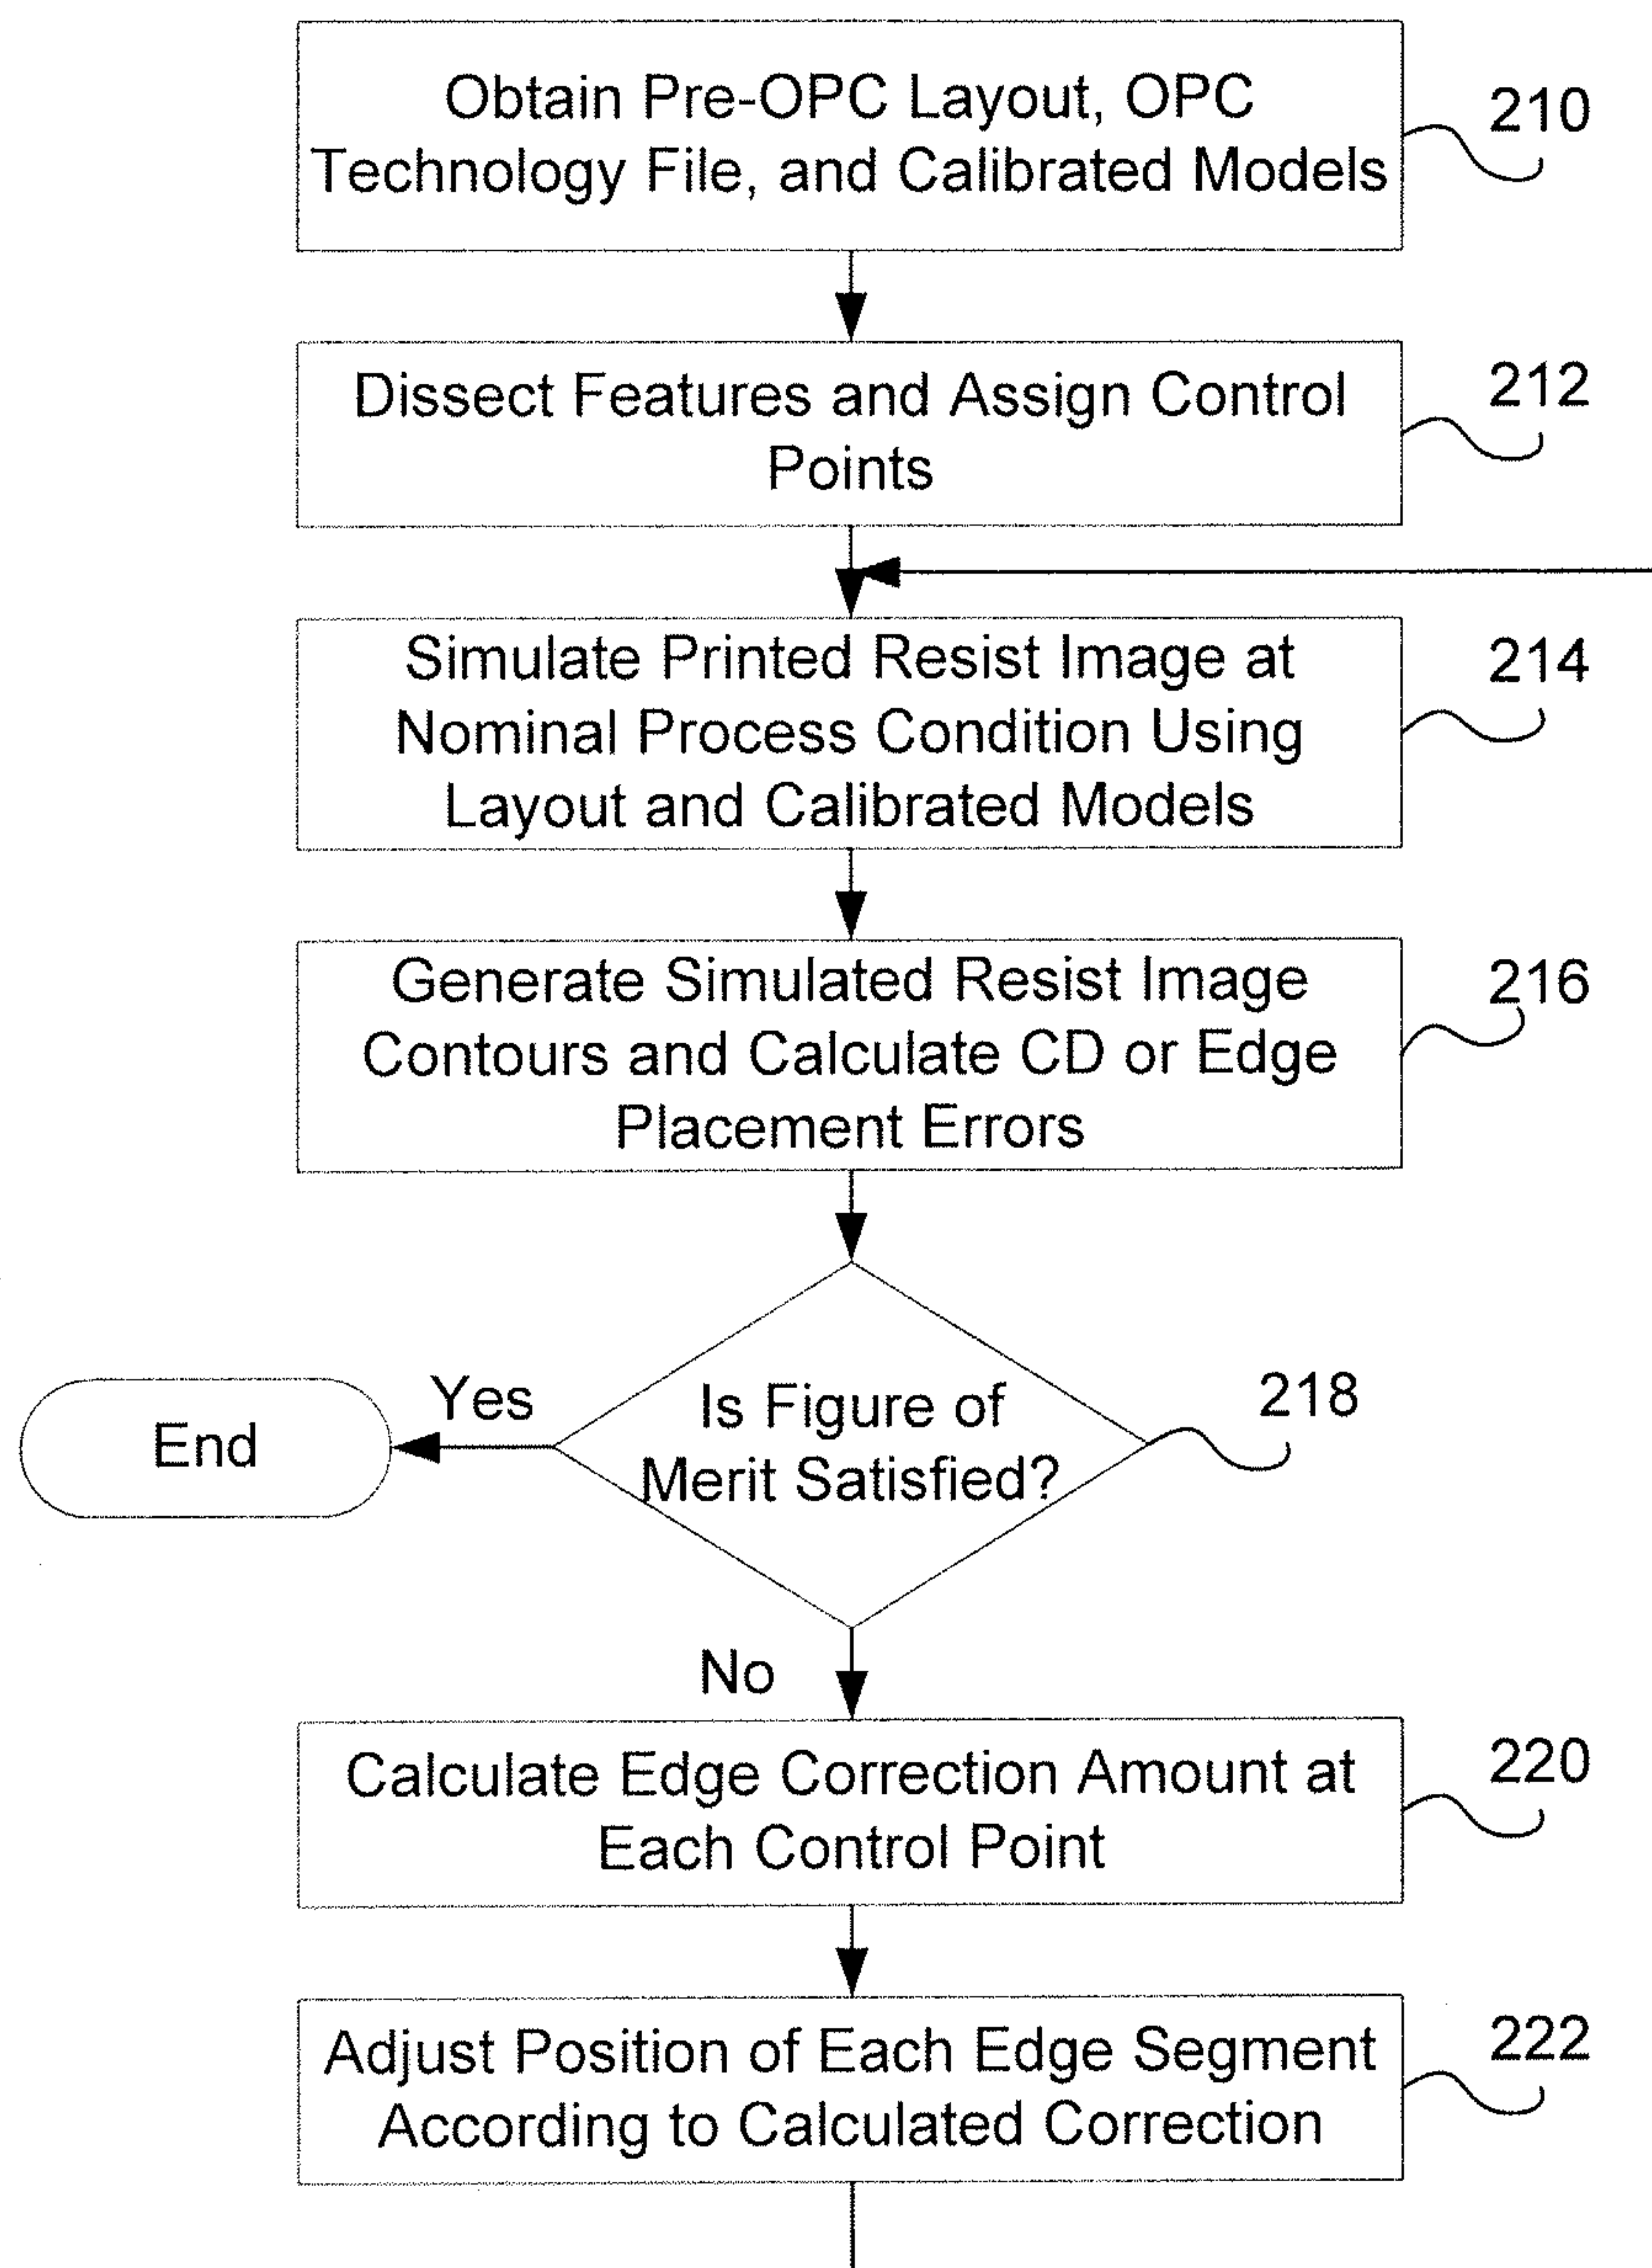 Obtain Pre-OPC Layout, OPC
Technology File, and Calibrated Models
210
Dissect Features and Assign Control
Points
212
Simulate Printed Resist Image at
Nominal Process Condition Using
Layout and Calibrated Models
214
Generate Simulated Resist Image
Contours and Calculate CD or Edge
Placement Errors
216
Is Figure of
Merit Satisfied?
218
Yes
End
No
Calculate Edge Correction Amount at
Each Control Point
220
Adjust Position of Each Edge Segment
According to Calculated Correction
222